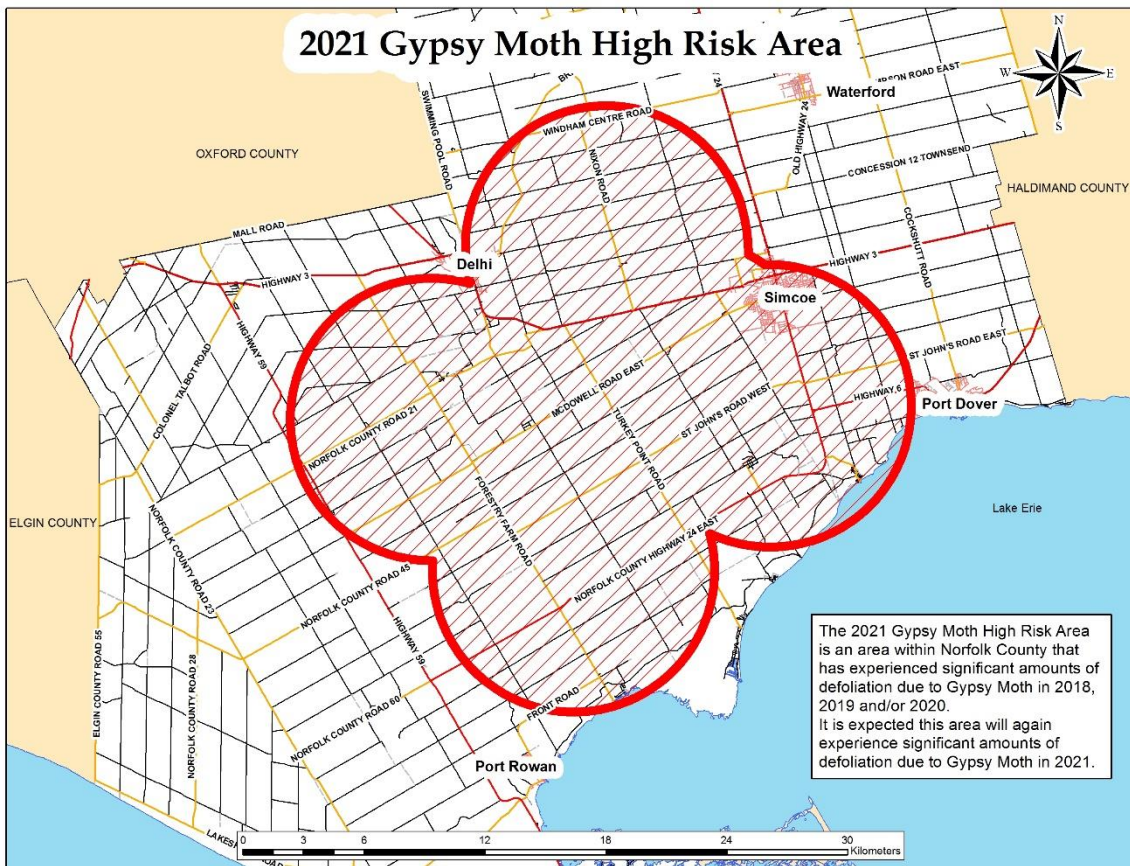 2021 Gypsy Moth High Risk Area
N
W
E
S
SWIMMING POOL ROAD
24
OLD HIGHWAY 24
Waterford
ROAD EAST
WINDHAM CENTRE ROAD
NIXON ROAD
OXFORD COUNTY
CONCESSION 12 TOWNSEND
HALDIMAND COUNTY
COCKSHUTT ROAD
MALL ROAD
HIGHWAY 3
Delhi
HIGHWAY 3
Simcoe
HIGHWAY 59
COLONEL TALBOT ROAD
ST JOHN'S ROAD EAST
MCDOWELL ROAD EAST
HIGHWAY 6
Port Dover
NORFOLK COUNTY ROAD 21
TURKEY POINT ROAD
ST JOHN'S ROAD WEST
FORESTRY FARM ROAD
ELGIN COUNTY
Lake Erie
NORFOLK COUNTY ROAD 23
NORFOLK COUNTY ROAD 45
NORFOLK COUNTY HIGHWAY 24 EAST
HIGHWAY 59
ELGIN COUNTY ROAD 55
NORFOLK COUNTY ROAD 28
NORFOLK COUNTY ROAD 60
FRONT ROAD
Port Rowan
The 2021 Gypsy Moth High Risk Area
is an area within Norfolk County that
has experienced significant amounts of
defoliation due to Gypsy Moth in 2018,
2019 and/or 2020.
It is expected this area will again
experience significant amounts of
defoliation due to Gypsy Moth in 2021.
0 3 6 12 18 24 30
Kilometers